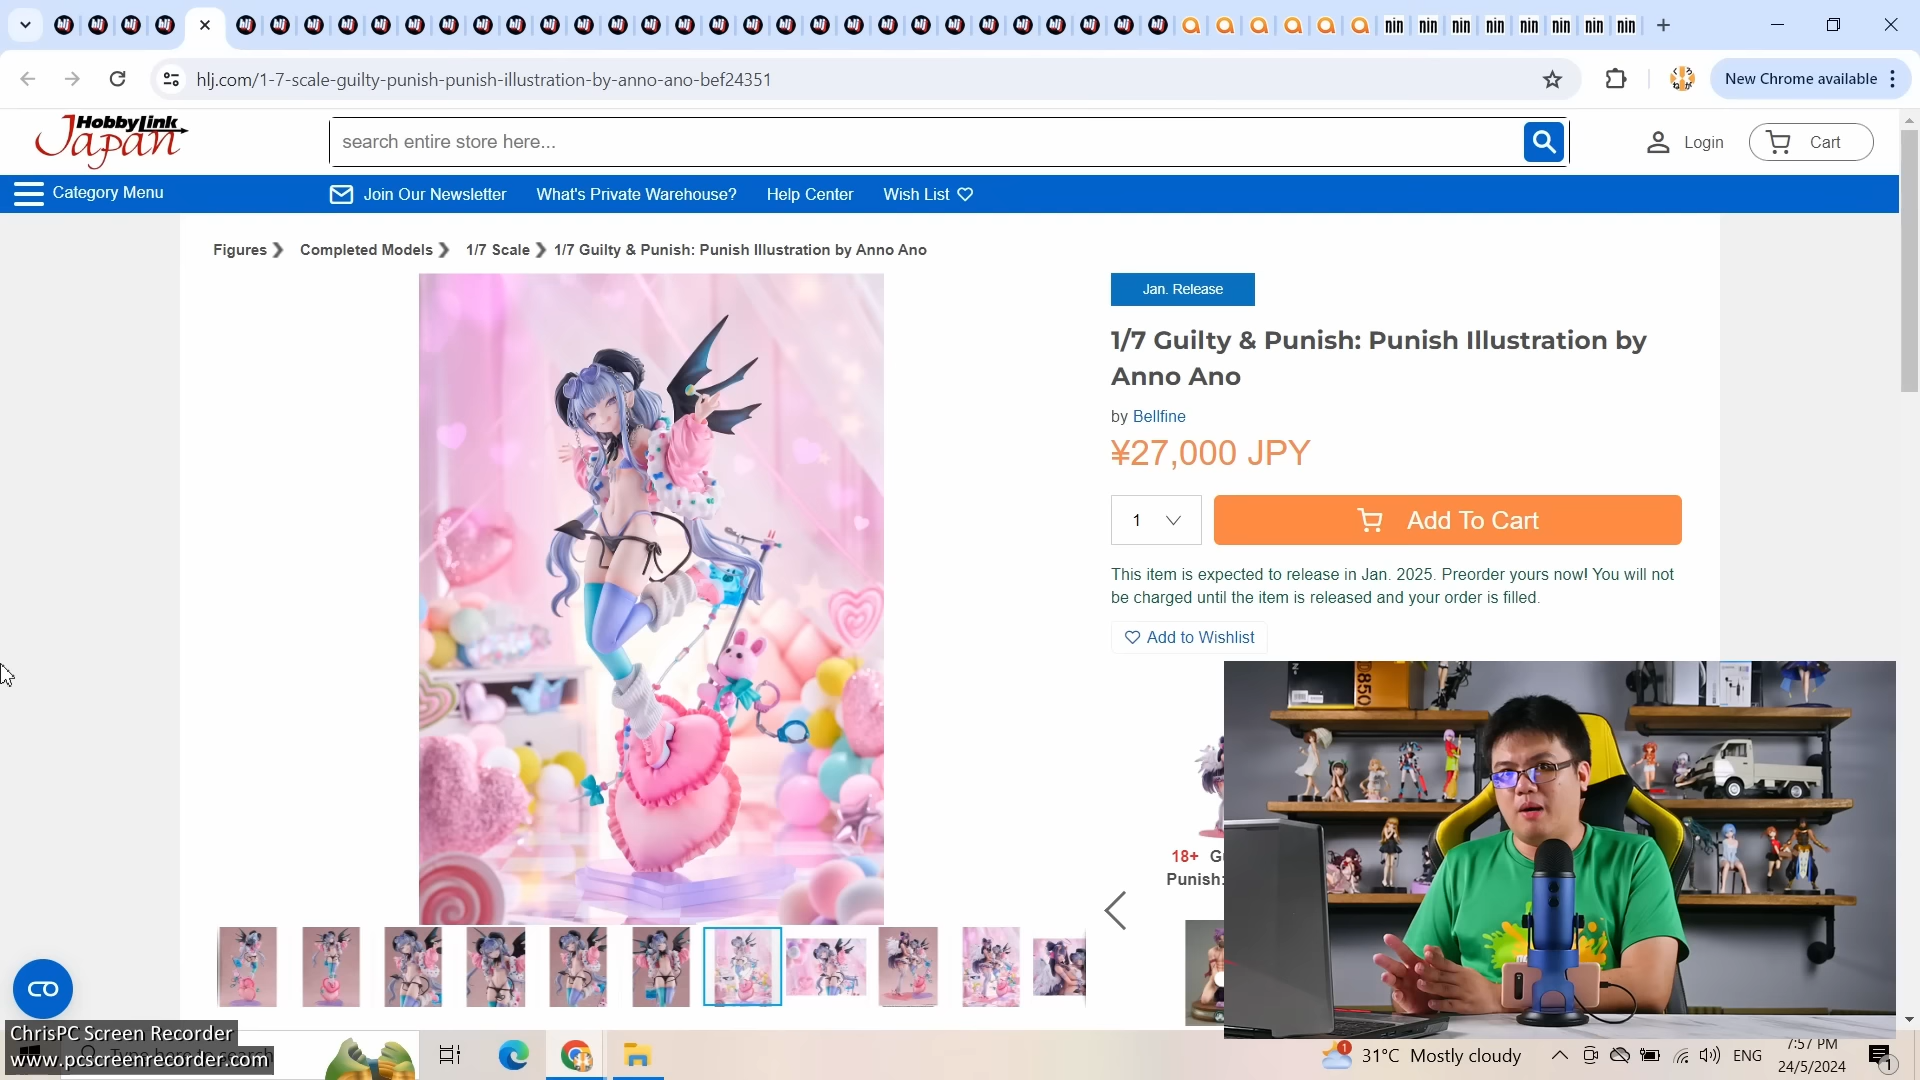 hlj.com/1-7-scale-guilty-punish-punish-illustration-by-anno-ano-bef24351
New Chrome available
HobbyLink
Japan
search entire store here...
Login
Cart
Category Menu
Join Our Newsletter
What's Private Warehouse?
Help Center
Wish List
Figures
Completed Models
1/7 Scale
1/7 Guilty & Punish: Punish Illustration by Anno Ano
Jan. Release
1/7 Guilty & Punish: Punish Illustration by
Anno Ano
by Bellfine
¥27,000 JPY
1
Add To Cart
This item is expected to release in Jan. 2025. Preorder yours now! You will not
be charged until the item is released and your order is filled.
Add to Wishlist
18+
Punish:
ChrisPC Screen Recorder
www.pcscreenrecorder.com
31°C Mostly cloudy
ENG
7:57 PM
24/5/2024
1